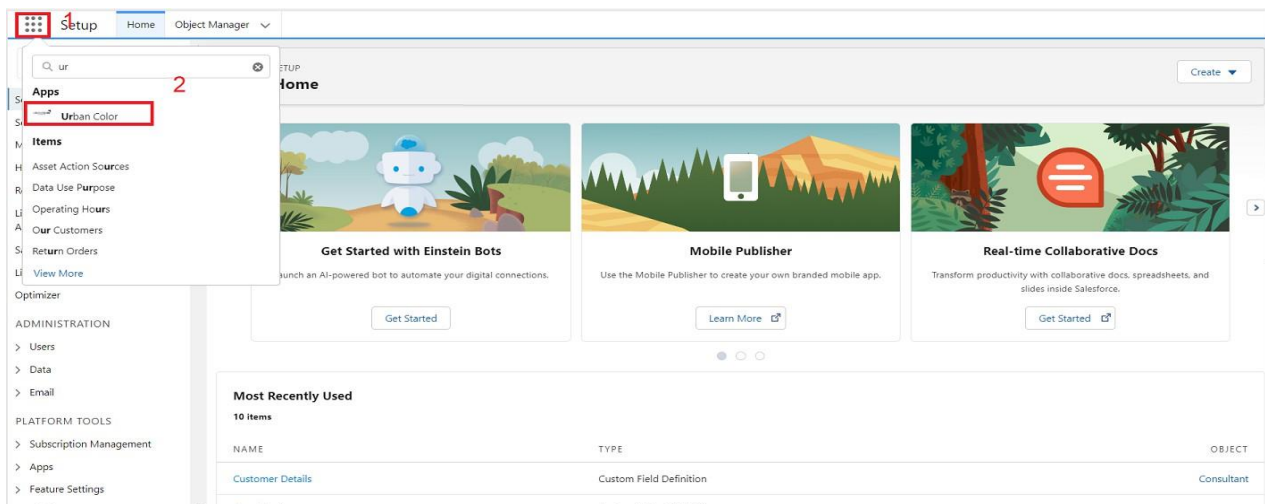 1
Setup Home Object Manager
ur
2
Apps
Urban Color
Items
Asset Action Sources
Data Use Purpose
Operating Hours
Our Customers
Return Orders
View More
Optimizer
ADMINISTRATION
Users
Data
Email
PLATFORM TOOLS
Subscription Management
Apps
Feature Settings
ETUP
Home
Create
Get Started with Einstein Bots
aunch an AI-powered bot to automate your digital connections.
Get Started
Mobile Publisher
Use the Mobile Publisher to create your own branded mobile app.
Learn More
Real-time Collaborative Docs
Transform productivity with collaborative docs, spreadsheets, and
slides inside Salesforce.
Get Started
Most Recently Used
10 items
NAME TYPE OBJECT
Customer Details Custom Field Definition Consultant